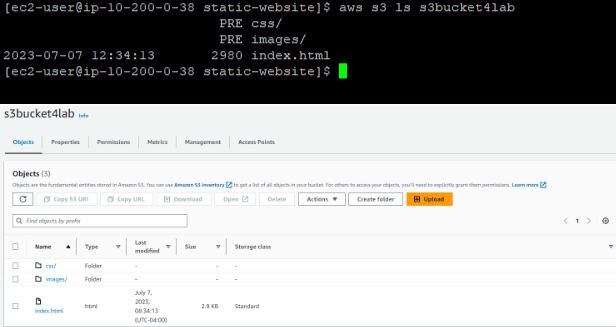 [ec2-user@ip-10-200-0-38 static-website]$ aws s3 ls s3bucket4lab
PRE css/
PRE images/
2023-07-07 12:34:13 2980 index.html
[ec2-user@ip-10-200-0-38 static-website]$
s3bucket4lab Info
Objects Properties Permissions Metrics Management Access Points
Objects (3)
Objects are the fundamental entities stored in Amazon S3. You can use Amazon S3 inventory to get a list of all objects in your bucket. For others to access your objects, you'll need to explicitly grant them permissions. Learn more
Copy S3 URI Copy URL Download Open Delete Actions Create folder Upload
Find objects by prefix
1
Name Type Last modified Size Storage class
css/ Folder - - -
images/ Folder - - -
index.html html July 7, 2023, 08:34:13 (UTC-04:00) 2.9 KB Standard